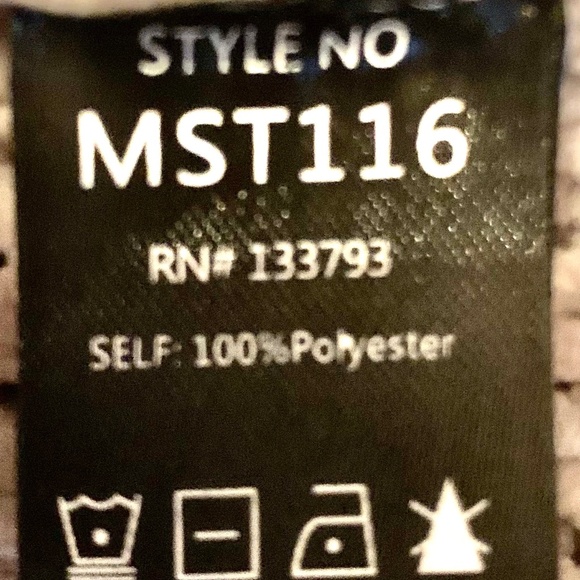 STYLE NO
MST116
RN# 133793
SELF: 100%Polyester